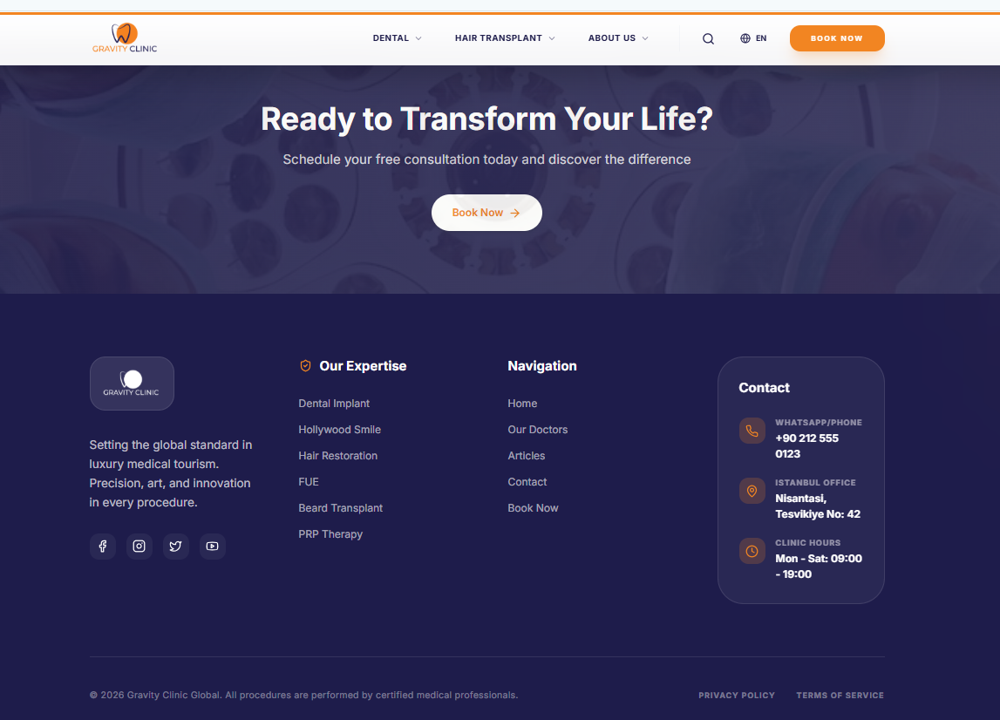 GRAVITY CLINIC
DENTAL
HAIR TRANSPLANT
ABOUT US
EN
BOOK NOW
Ready to Transform Your Life?
Schedule your free consultation today and discover the difference
Book Now
GRAVITY CLINIC
Setting the global standard in
luxury medical tourism.
Precision, art, and innovation
in every procedure.
Our Expertise
Dental Implant
Hollywood Smile
Hair Restoration
FUE
Beard Transplant
PRP Therapy
Navigation
Home
Our Doctors
Articles
Contact
Book Now
Contact
WHATSAPP/PHONE
+90 212 555
0123
ISTANBUL OFFICE
Nisantasi,
Tesvikiye No: 42
CLINIC HOURS
Mon - Sat: 09:00
- 19:00
© 2026 Gravity Clinic Global. All procedures are performed by certified medical professionals.
PRIVACY POLICY
TERMS OF SERVICE